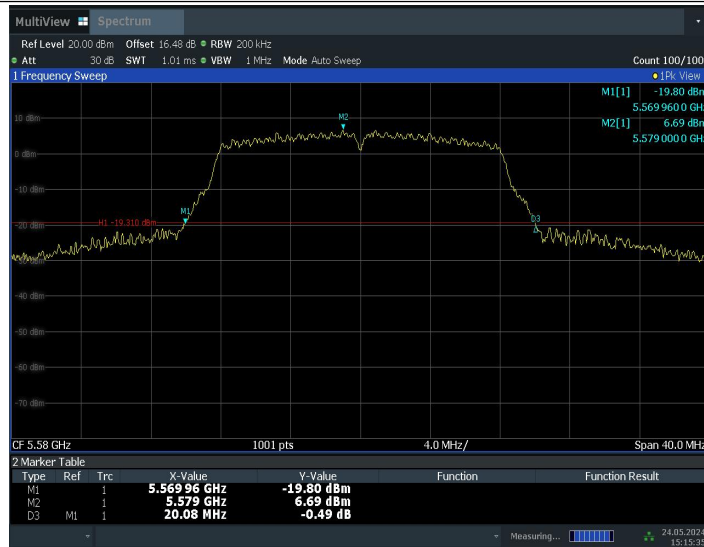 MultiView Spectrum
Ref Level 20.00 dBm Offset 16.48 dB RBW 200 kHz
Att 30 dB SWT 1.01 ms VBW 1 MHz Mode Auto Sweep Count 100/100
1 Frequency Sweep 1Pk View
M1[1] -19.80 dBm
5.569 960 0 GHz
M2[1] 6.69 dBm
5.579 000 0 GHz
10 dBm
M2
0 dBm
-10 dBm
M1
H1 -19.310 dBm
D3
-20 dBm
-30 dBm
-40 dBm
-50 dBm
-60 dBm
-70 dBm
CF 5.58 GHz 1001 pts 4.0 MHz/ Span 40.0 MHz
2 Marker Table
Type Ref Trc X-Value Y-Value Function Function Result
M1 1 5.569 96 GHz -19.80 dBm
M2 1 5.579 GHz 6.69 dBm
D3 M1 1 20.08 MHz -0.49 dB
Measuring... 24.05.2024
15:15:35